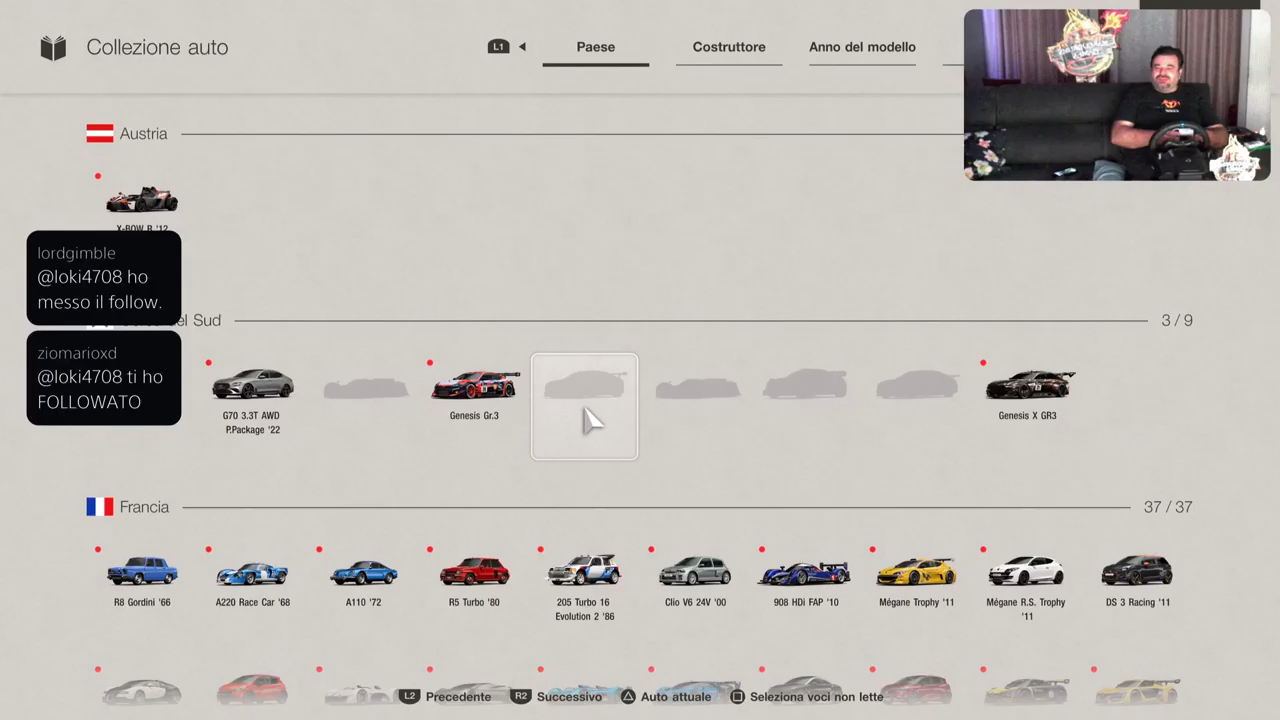 Collezione auto
L1
Paese
Costruttore
Anno del modello
Austria
X-BOW R '12
lordgimble
@loki4708 ho
messo il follow.
del Sud
3 / 9
ziomarioxd
@loki4708 ti ho
FOLLOWATO
G70 3.3T AWD
P.Package '22
Genesis Gr.3
Genesis X GR3
Francia
37 / 37
R8 Gordini '66
A220 Race Car '68
A110 '72
R5 Turbo '80
205 Turbo 16
Evolution 2 '86
Clio V6 24V '00
908 HDi FAP '10
Mégane Trophy '11
Mégane R.S. Trophy
'11
DS 3 Racing '11
L2 Precedente
R2 Successivo
Auto attuale
Seleziona voci non lette